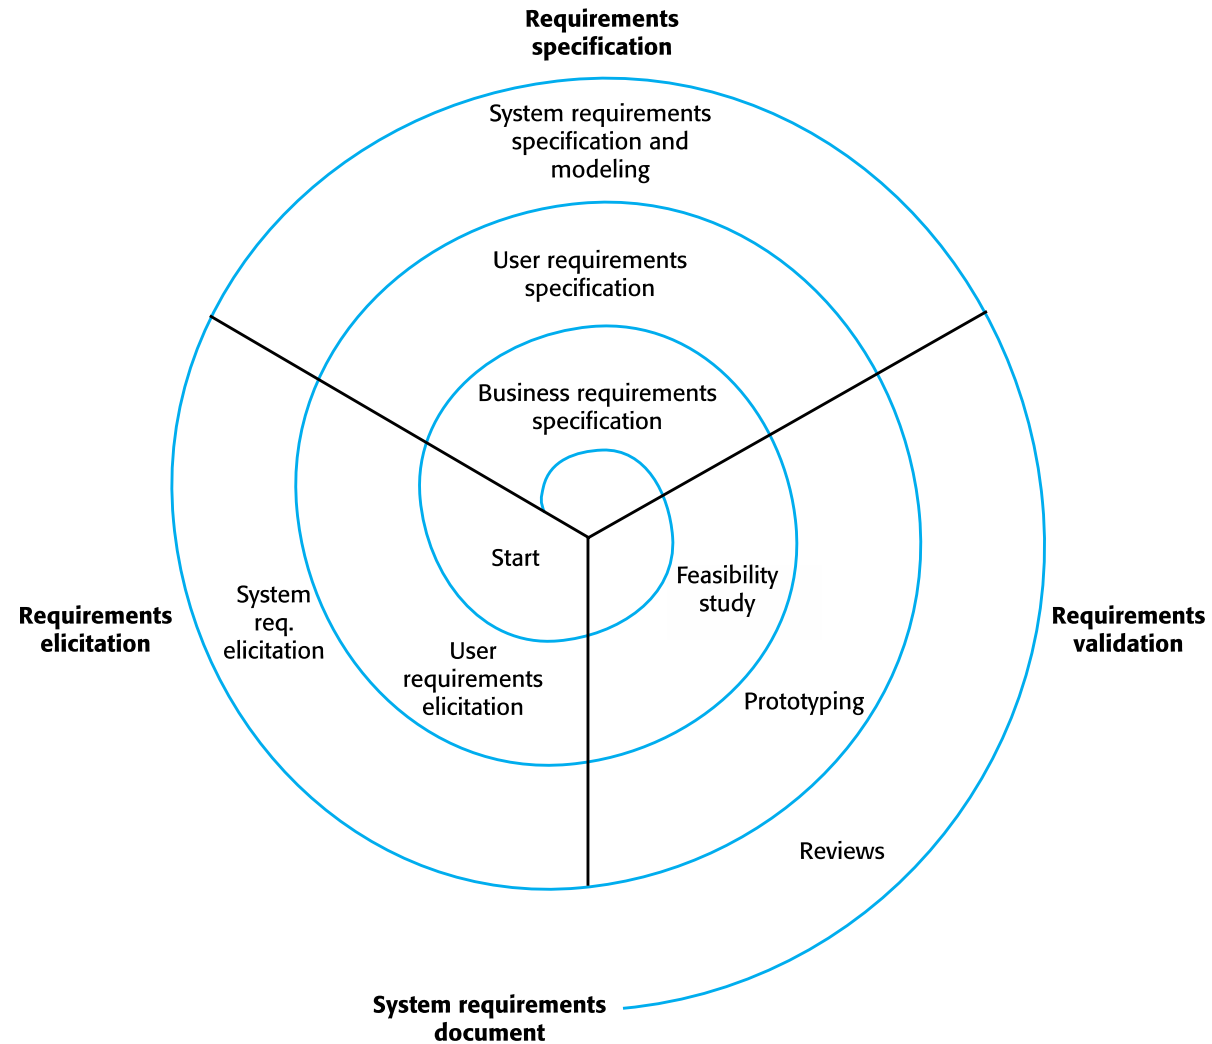 Requirements
specification
System requirements
specification and
modeling
User requirements
specification
Business requirements
specification
Start
Feasibility
study
System
req.
elicitation
Requirements
elicitation
Requirements
validation
User
requirements
elicitation
Prototyping
Reviews
System requirements
document